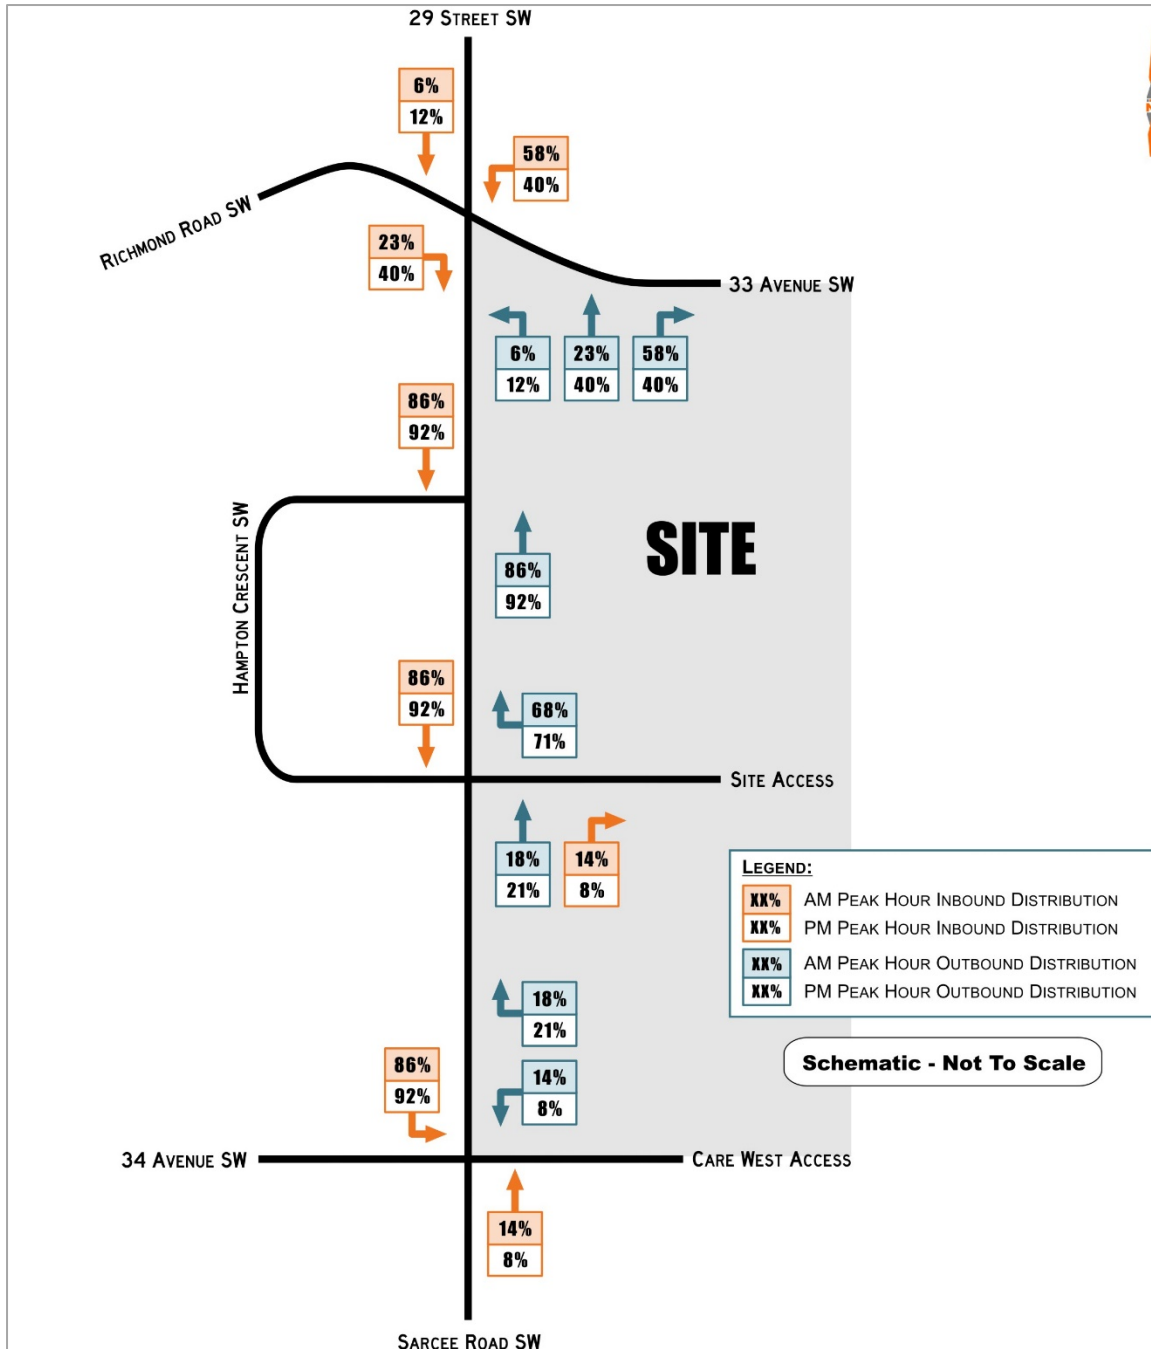 29 STREET SW
6%
12%
58%
40%
RICHMOND ROAD SW
23%
40%
33 AVENUE SW
6%
12%
23%
40%
58%
40%
86%
92%
HAMPTON CRESCENT SW
SITE
86%
92%
86%
92%
68%
71%
SITE ACCESS
18%
21%
14%
8%
LEGEND:
XX% AM PEAK HOUR INBOUND DISTRIBUTION
XX% PM PEAK HOUR INBOUND DISTRIBUTION
XX% AM PEAK HOUR OUTBOUND DISTRIBUTION
XX% PM PEAK HOUR OUTBOUND DISTRIBUTION
18%
21%
Schematic - Not To Scale
86%
92%
14%
8%
34 AVENUE SW
CARE WEST ACCESS
14%
8%
SARCEE ROAD SW